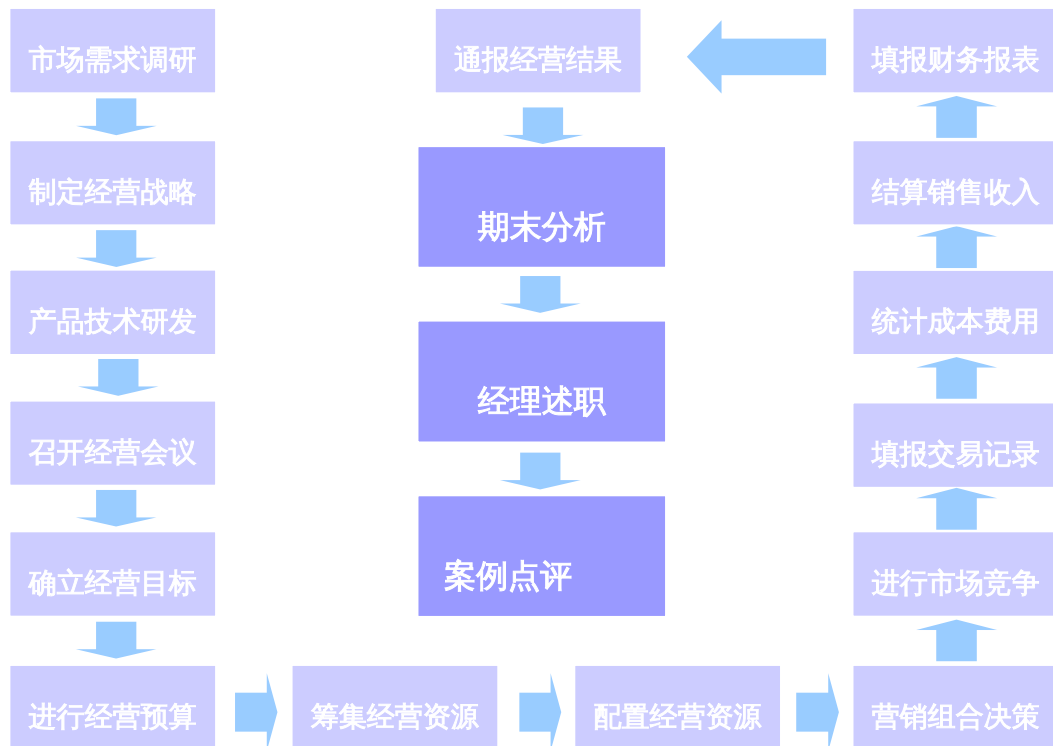 市场需求调研
制定经营战略
产品技术研发
召开经营会议
确立经营目标
进行经营预算
筹集经营资源
配置经营资源
营销组合决策
进行市场竞争
填报交易记录
统计成本费用
结算销售收入
填报财务报表
通报经营结果
期末分析
经理述职
案例点评